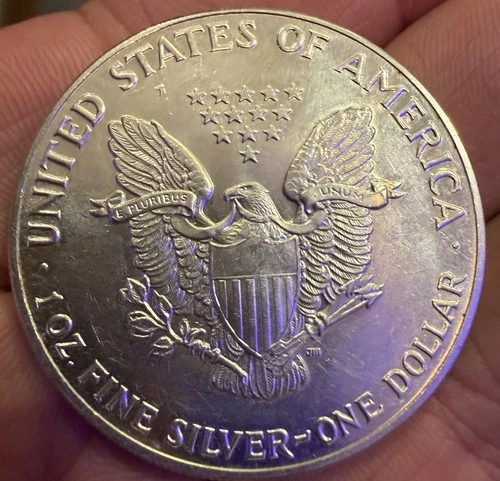 UNITED STATES OF AMERICA
E PLURIBUS UNUM
· 1 OZ. FINE SILVER–ONE DOLLAR ·